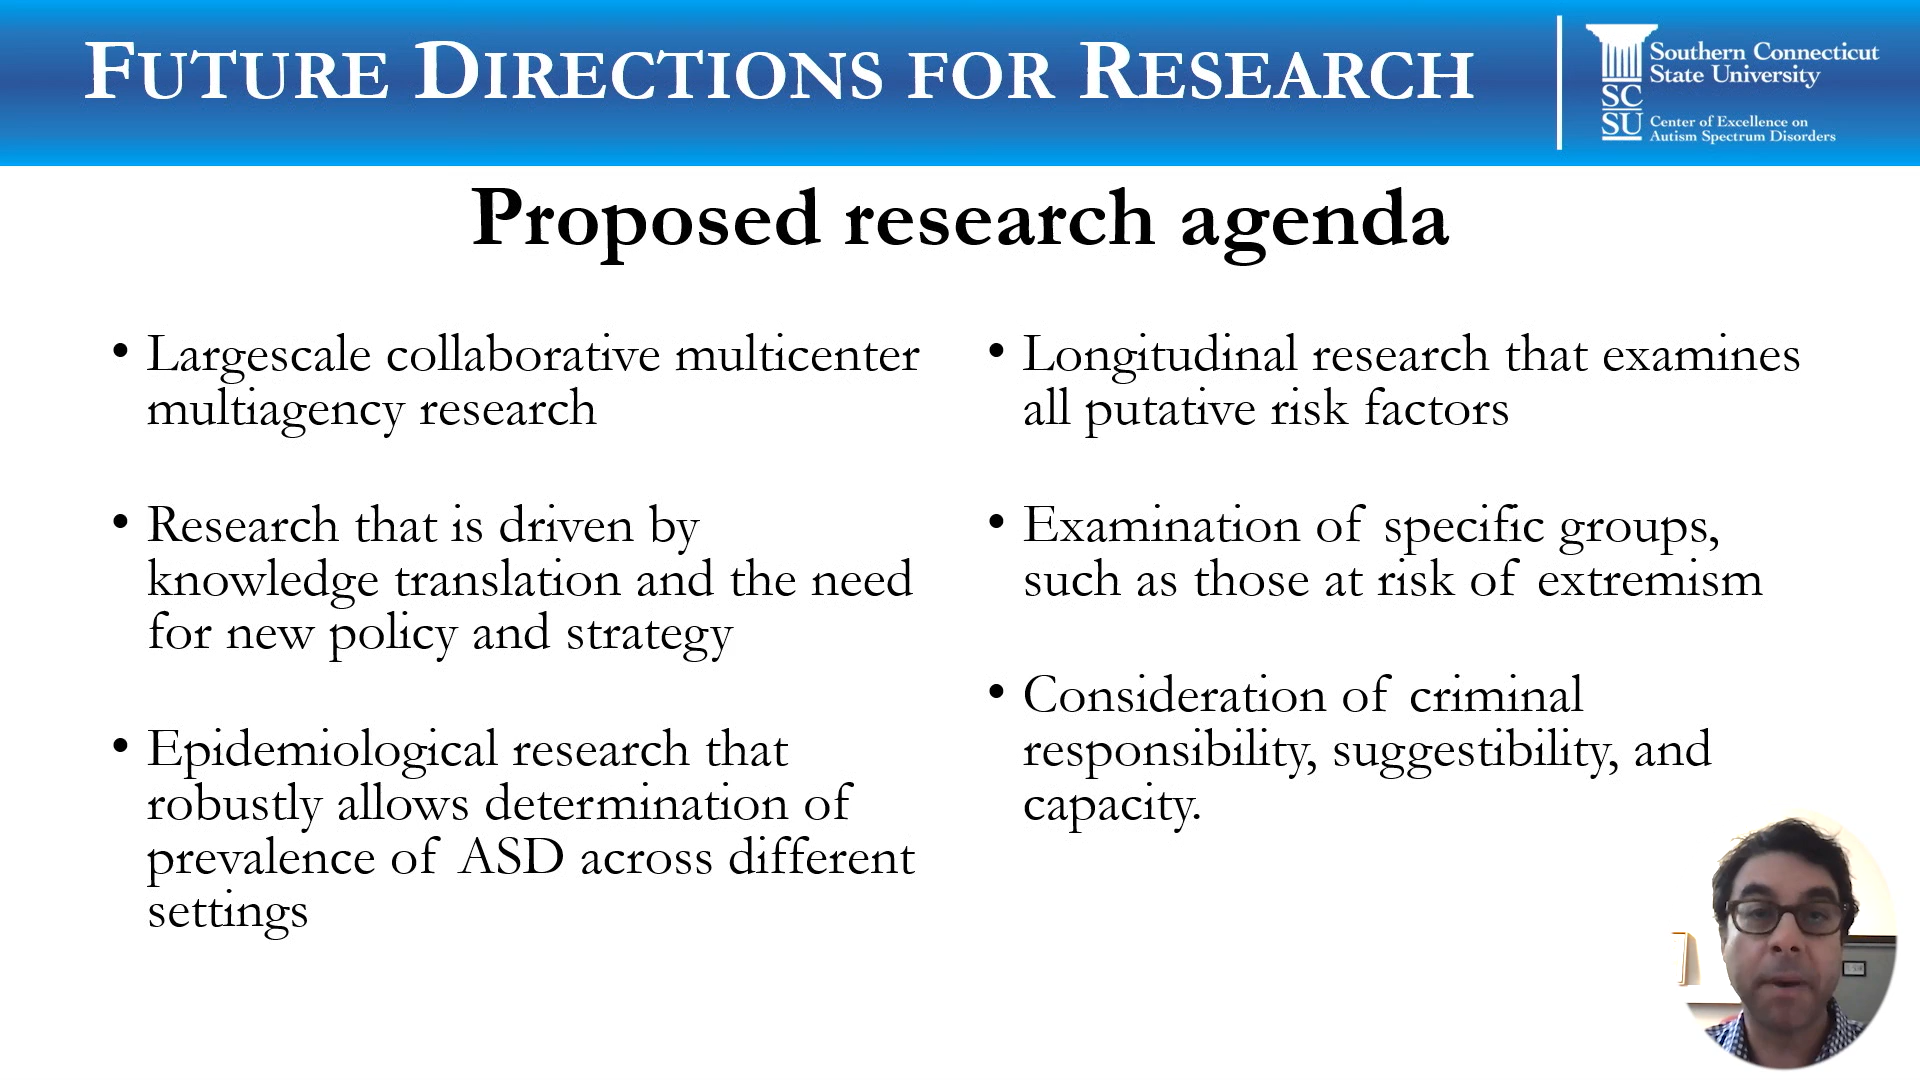 FUTURE DIRECTIONS FOR RESEARCH
Southern Connecticut
State University
SC
SU
Center of Excellence on
Autism Spectrum Disorders
Proposed research agenda
• Largescale collaborative multicenter
multiagency research
• Research that is driven by
knowledge translation and the need
for new policy and strategy
• Epidemiological research that
robustly allows determination of
prevalence of ASD across different
settings
• Longitudinal research that examines
all putative risk factors
• Examination of specific groups,
such as those at risk of extremism
• Consideration of criminal
responsibility, suggestibility, and
capacity.